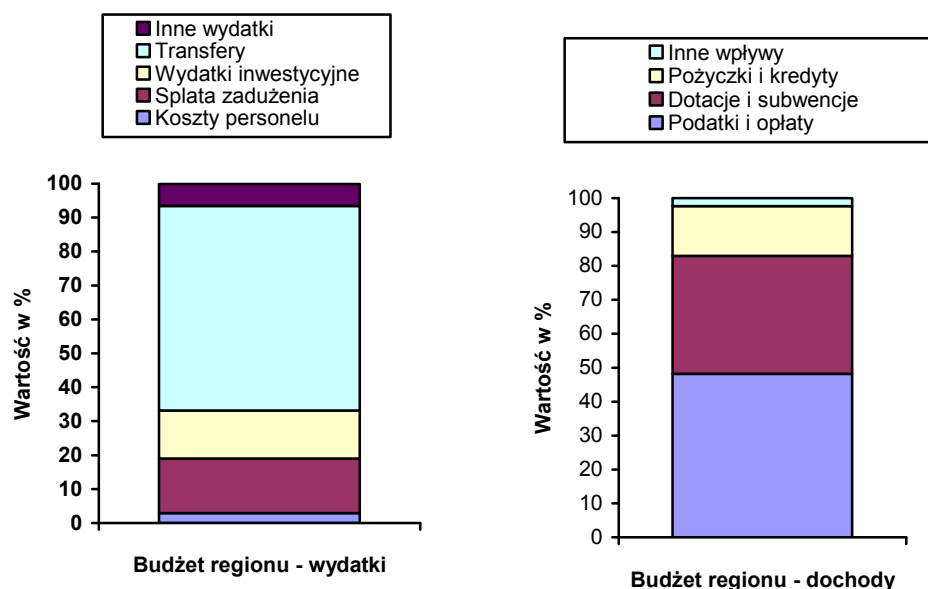 Inne wydatki
Transfery
Wydatki inwestycyjne
Splata zadużenia
Koszty personelu
100
90
80
70
60
50
40
30
20
10
0
Wartość w %
Budżet regionu - wydatki
Inne wpływy
Pożyczki i kredyty
Dotacje i subwencje
Podatki i opłaty
100
90
80
70
60
50
40
30
20
10
0
Wartość w %
Budżet regionu - dochody